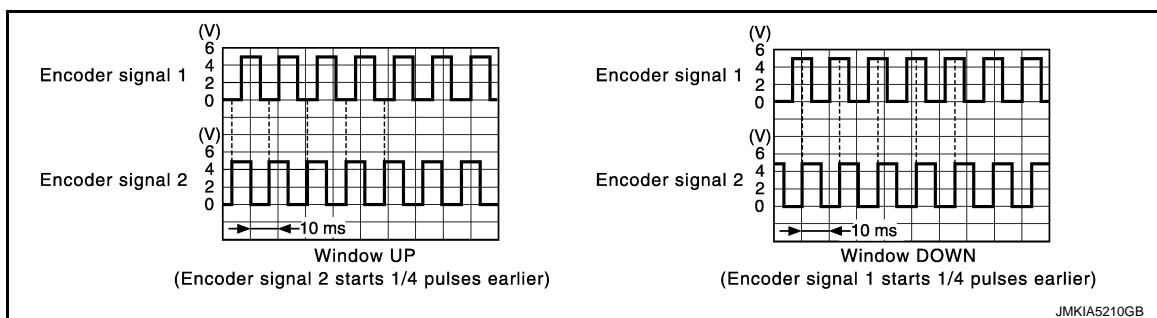 (V)
6
4
2
0
Encoder signal 1
(V)
6
4
2
0
Encoder signal 2
10 ms
Window UP
(Encoder signal 2 starts 1/4 pulses earlier)
(V)
6
4
2
0
Encoder signal 1
(V)
6
4
2
0
Encoder signal 2
10 ms
Window DOWN
(Encoder signal 1 starts 1/4 pulses earlier)
JMKIA5210GB